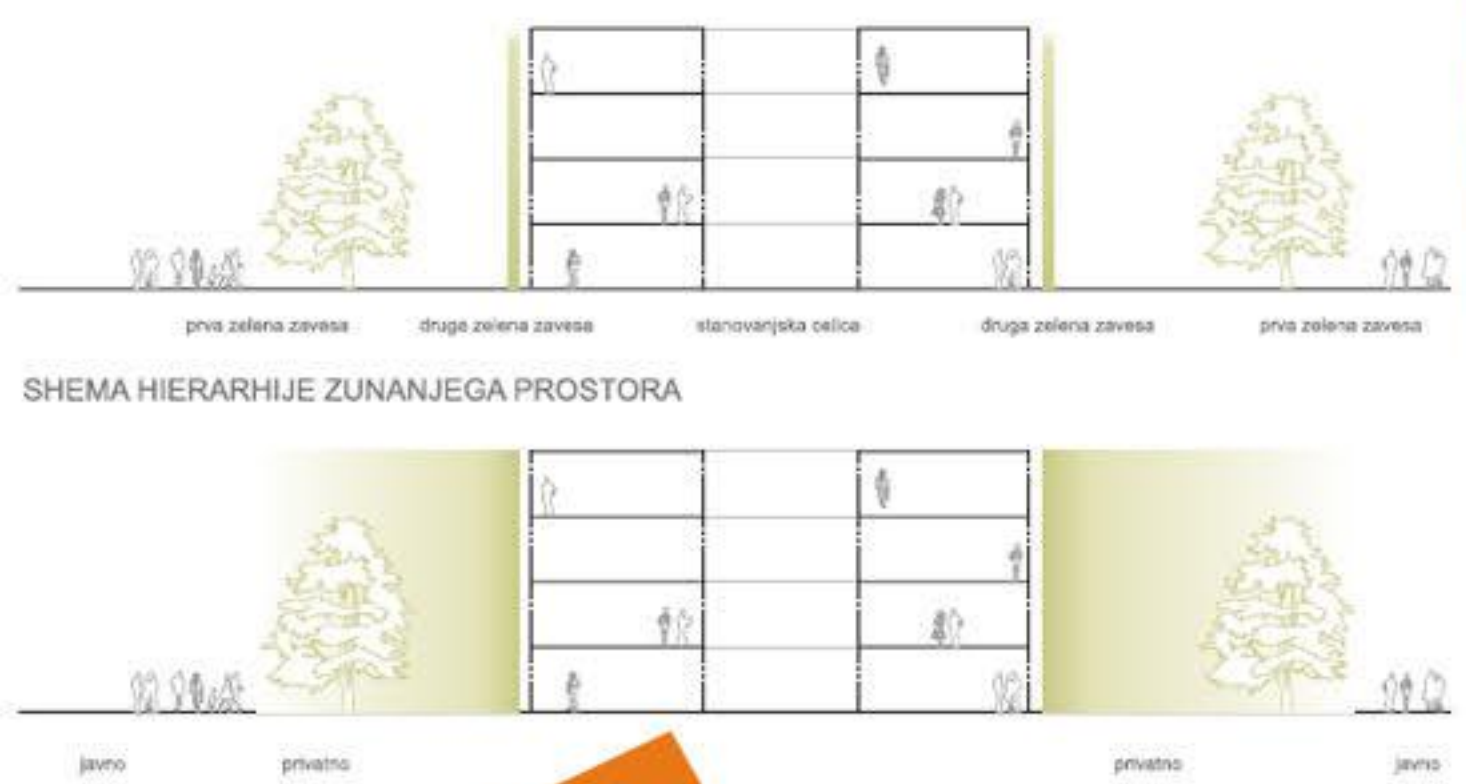 prva zelena zavesa druga zelena zavesa stanovanjska celica druga zelena zavesa prva zelena zavesa
SHEMA HIERARHIJE ZUNANJEGA PROSTORA
javno privatno privatno javno